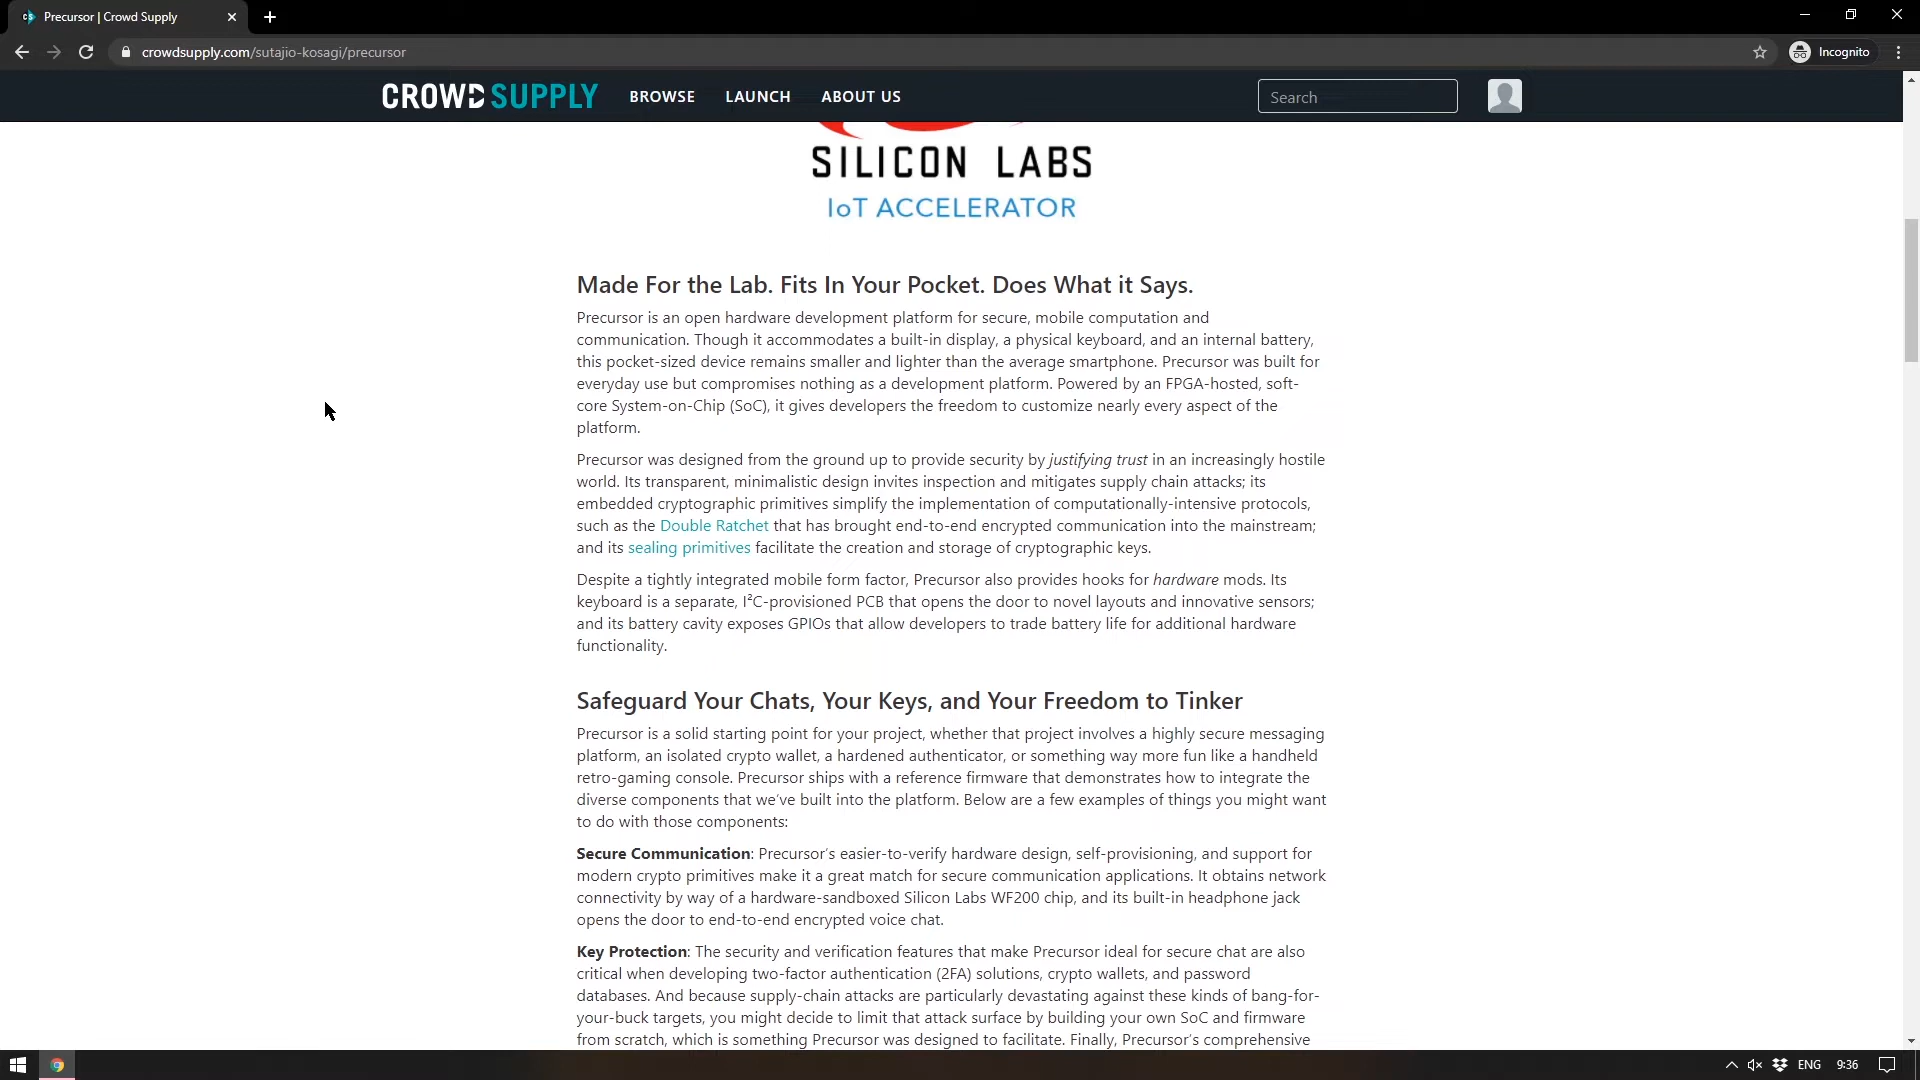 Precursor | Crowd Supply
crowdsupply.com/sutajio-kosagi/precursor
Incognito
CROWD SUPPLY
BROWSE
LAUNCH
ABOUT US
Search
SILICON LABS
IoT ACCELERATOR
Made For the Lab. Fits In Your Pocket. Does What it Says.
Precursor is an open hardware development platform for secure, mobile computation and
communication. Though it accommodates a built-in display, a physical keyboard, and an internal battery,
this pocket-sized device remains smaller and lighter than the average smartphone. Precursor was built for
everyday use but compromises nothing as a development platform. Powered by an FPGA-hosted, soft-
core System-on-Chip (SoC), it gives developers the freedom to customize nearly every aspect of the
platform.
Precursor was designed from the ground up to provide security by justifying trust in an increasingly hostile
world. Its transparent, minimalistic design invites inspection and mitigates supply chain attacks; its
embedded cryptographic primitives simplify the implementation of computationally-intensive protocols,
such as the Double Ratchet that has brought end-to-end encrypted communication into the mainstream;
and its sealing primitives facilitate the creation and storage of cryptographic keys.
Despite a tightly integrated mobile form factor, Precursor also provides hooks for hardware mods. Its
keyboard is a separate, I²C-provisioned PCB that opens the door to novel layouts and innovative sensors;
and its battery cavity exposes GPIOs that allow developers to trade battery life for additional hardware
functionality.
Safeguard Your Chats, Your Keys, and Your Freedom to Tinker
Precursor is a solid starting point for your project, whether that project involves a highly secure messaging
platform, an isolated crypto wallet, a hardened authenticator, or something way more fun like a handheld
retro-gaming console. Precursor ships with a reference firmware that demonstrates how to integrate the
diverse components that we've built into the platform. Below are a few examples of things you might want
to do with those components:
Secure Communication: Precursor's easier-to-verify hardware design, self-provisioning, and support for
modern crypto primitives make it a great match for secure communication applications. It obtains network
connectivity by way of a hardware-sandboxed Silicon Labs WF200 chip, and its built-in headphone jack
opens the door to end-to-end encrypted voice chat.
Key Protection: The security and verification features that make Precursor ideal for secure chat are also
critical when developing two-factor authentication (2FA) solutions, crypto wallets, and password
databases. And because supply-chain attacks are particularly devastating against these kinds of bang-for-
your-buck targets, you might decide to limit that attack surface by building your own SoC and firmware
from scratch, which is something Precursor was designed to facilitate. Finally, Precursor's comprehensive
ENG
9:36